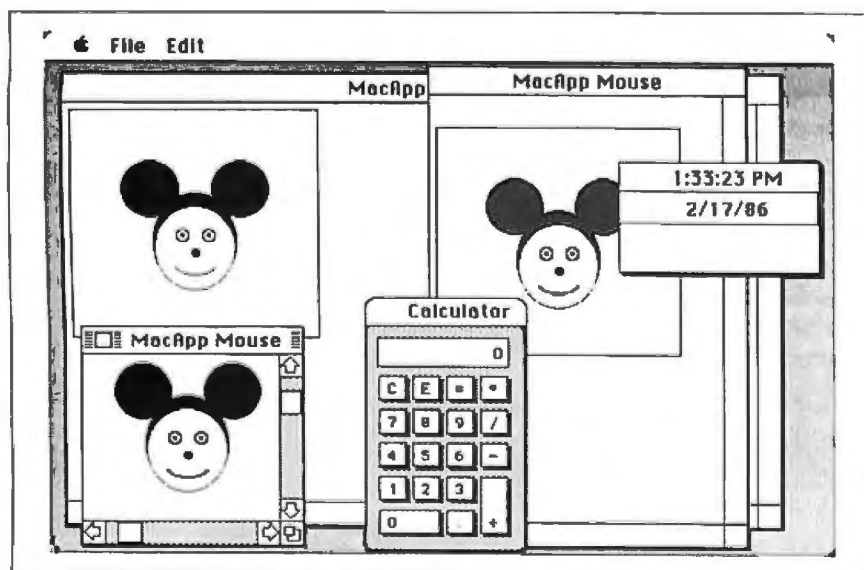 File Edit
MacApp
MacApp Mouse
1:33:23 PM
2/17/86
Calculator
0
C E = *
7 8 9 /
4 5 6 -
1 2 3
0 . +
MacApp Mouse